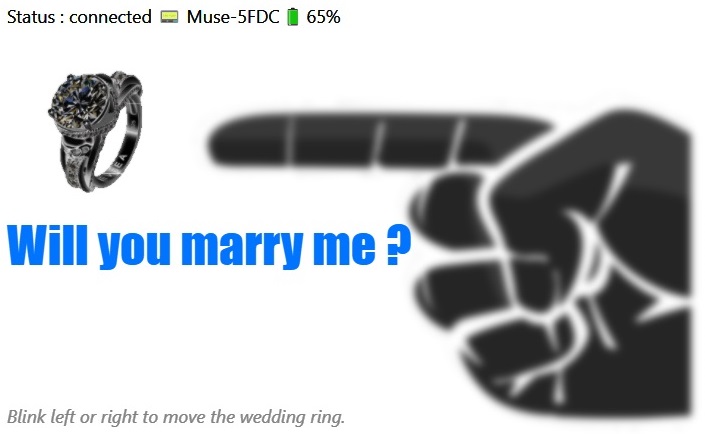 Status : connected 📟 Muse-5FDC 🔋 65%
Will you marry me ?
Blink left or right to move the wedding ring.